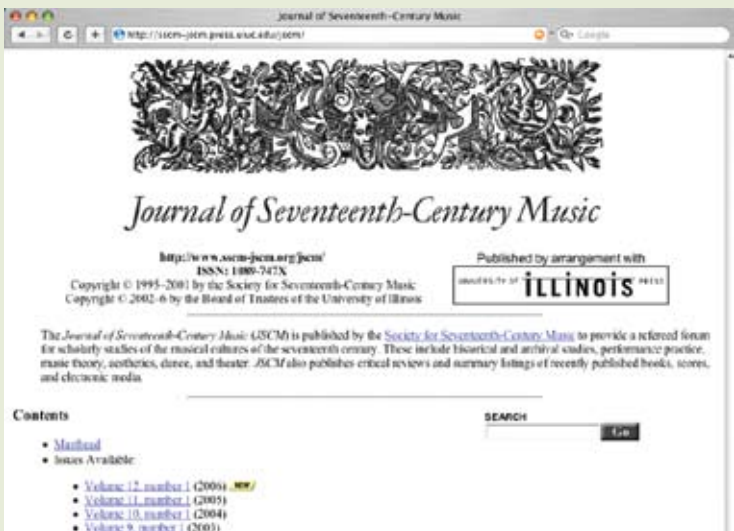 Journal of Seventeenth-Century Music
http://sscm-jscm.press.uiuc.edu/jscm/
Google
Journal of Seventeenth-Century Music
http://www.sscm-jscm.org/jscm/
ISSN: 1089-747X
Copyright © 1995–2001 by the Society for Seventeenth-Century Music
Copyright © 2002–6 by the Board of Trustees of the University of Illinois
Published by arrangement with
UNIVERSITY OF ILLINOIS PRESS
The Journal of Seventeenth-Century Music (JSCM) is published by the Society for Seventeenth-Century Music to provide a refereed forum
for scholarly studies of the musical cultures of the seventeenth century. These include historical and archival studies, performance practice,
music theory, aesthetics, dance, and theater. JSCM also publishes critical reviews and summary listings of recently published books, scores,
and electronic media.
Contents
SEARCH
Go
• Masthead
• Issues Available:
• Volume 12, number 1 (2006) NEW
• Volume 11, number 1 (2005)
• Volume 10, number 1 (2004)
• Volume 9, number 1 (2003)